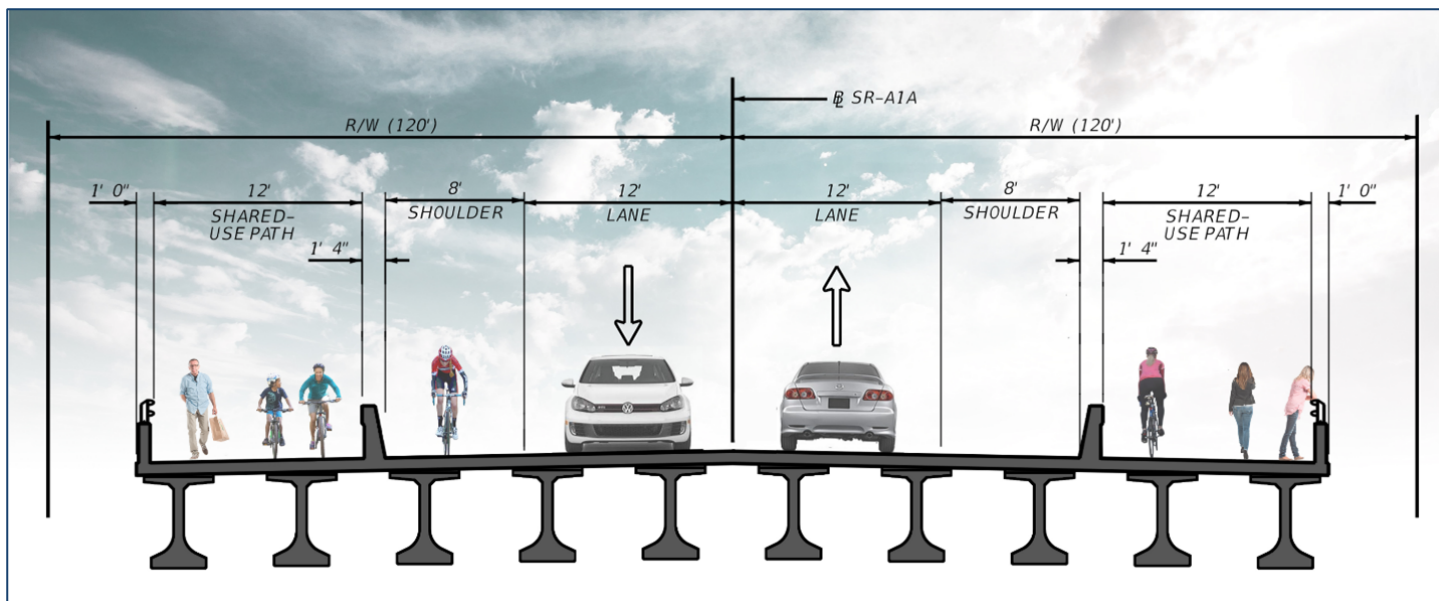 ℄ SR-A1A
R/W (120')
R/W (120')
1' 0"
12'
8'
12'
12'
8'
12'
1' 0"
SHARED-
USE PATH
SHOULDER
LANE
LANE
SHOULDER
SHARED-
USE PATH
1' 4"
1' 4"